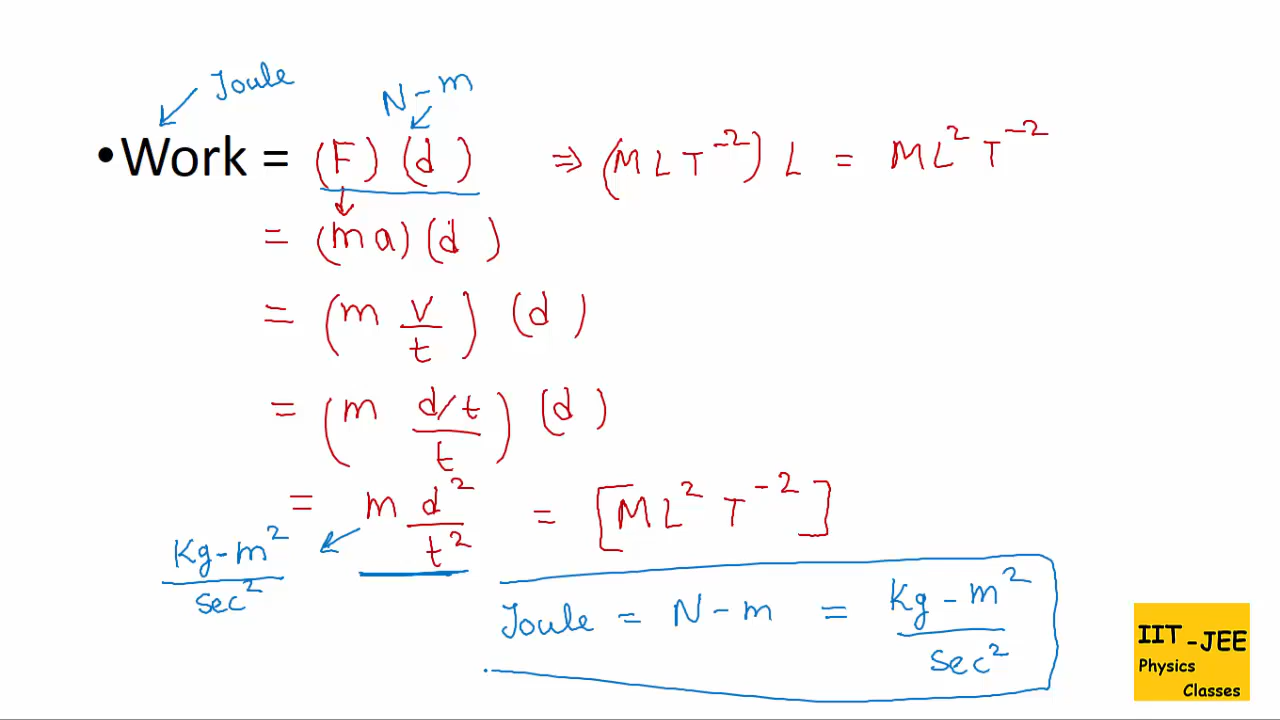 Joule
N-m
•Work = (F) (d) ⇒ (MLT⁻²) L = ML²T⁻²
= (ma) (d)
= (m v/t) (d)
= (m (d/t)/t) (d)
= m d²/t² = [ML²T⁻²]
Kg-m²/sec²
Joule = N-m = Kg-m²/sec²
IIT-JEE
Physics
Classes